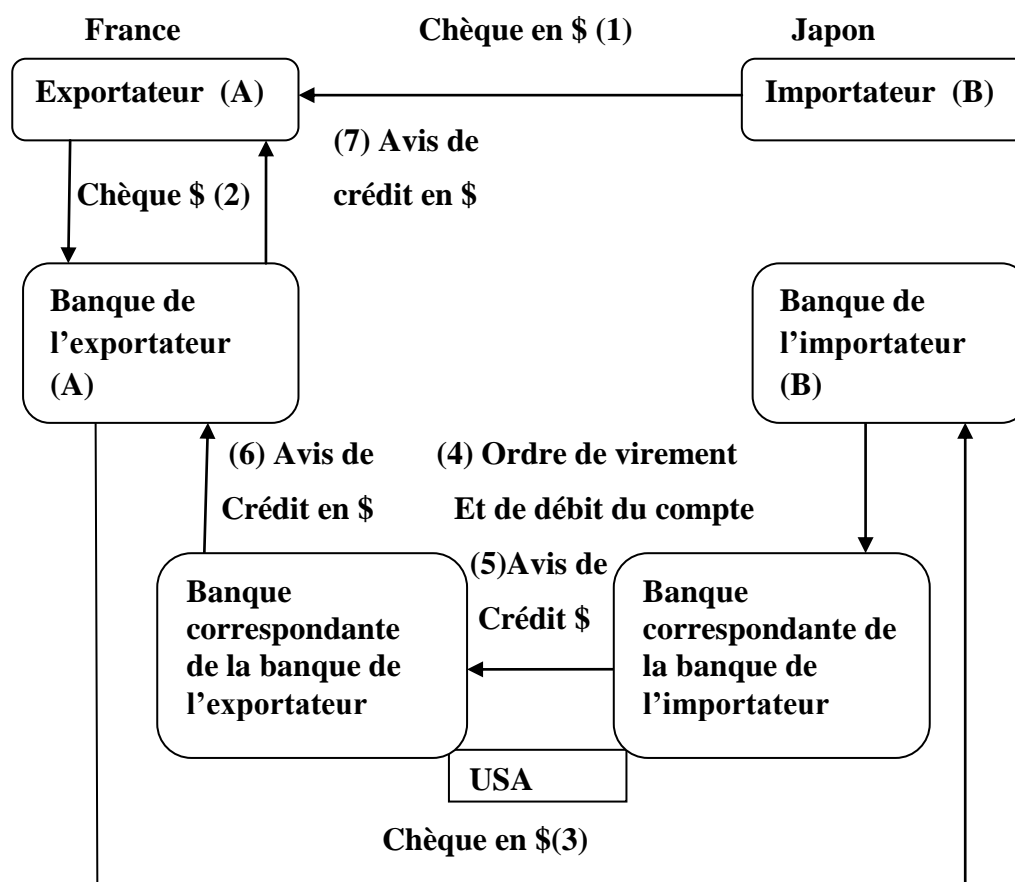 France
Chèque en $ (1)
Japon
Exportateur (A)
Importateur (B)
(7) Avis de
crédit en $
Chèque $ (2)
Banque de
l’exportateur
(A)
Banque de
l’importateur
(B)
(6) Avis de
Crédit en $
(4) Ordre de virement
Et de débit du compte
(5)Avis de
Crédit $
Banque
correspondante
de la banque de
l’exportateur
Banque
correspondante de
la banque de
l’importateur
USA
Chèque en $(3)